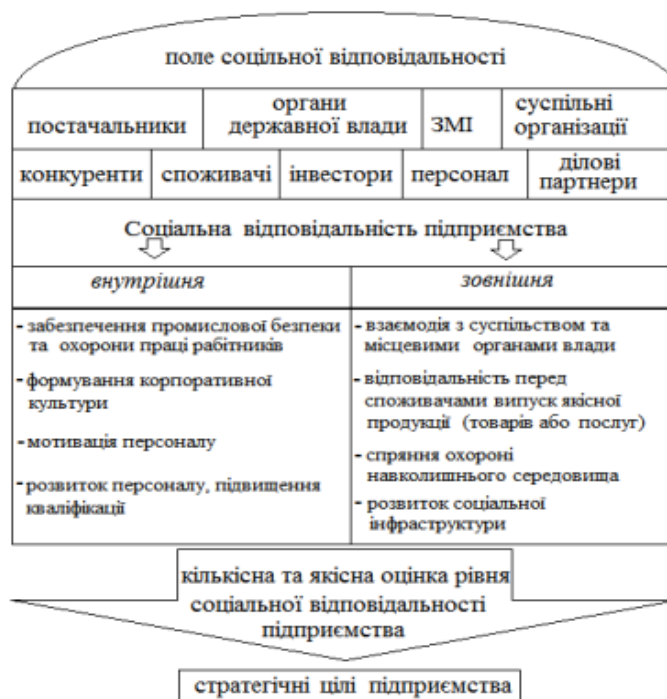 поле соцільної відповідальності
постачальники
органи
державної влади
ЗМІ
суспільні
організації
конкуренти
споживачі
інвестори
персонал
ділові
партнери
Соціальна відповідальність підприємства
внутрішня
зовнішня
- забезпечення промислової безпеки
та охорони праці рабітників
- формування корпоративної
культури
- мотивація персоналу
- розвиток персоналу, підвищення
кваліфікації
- взаємодія з суспільством та
місцевими органами влади
- відповідальність перед
споживачами випуск якісної
продукції (товарів або послуг)
- спряння охороні
навколишнього середовища
- розвиток соціальної
інфраструктури
кількісна та якісна оцінка рівня
соціальної відповідальності
підприємства
стратегічні цілі підприємства